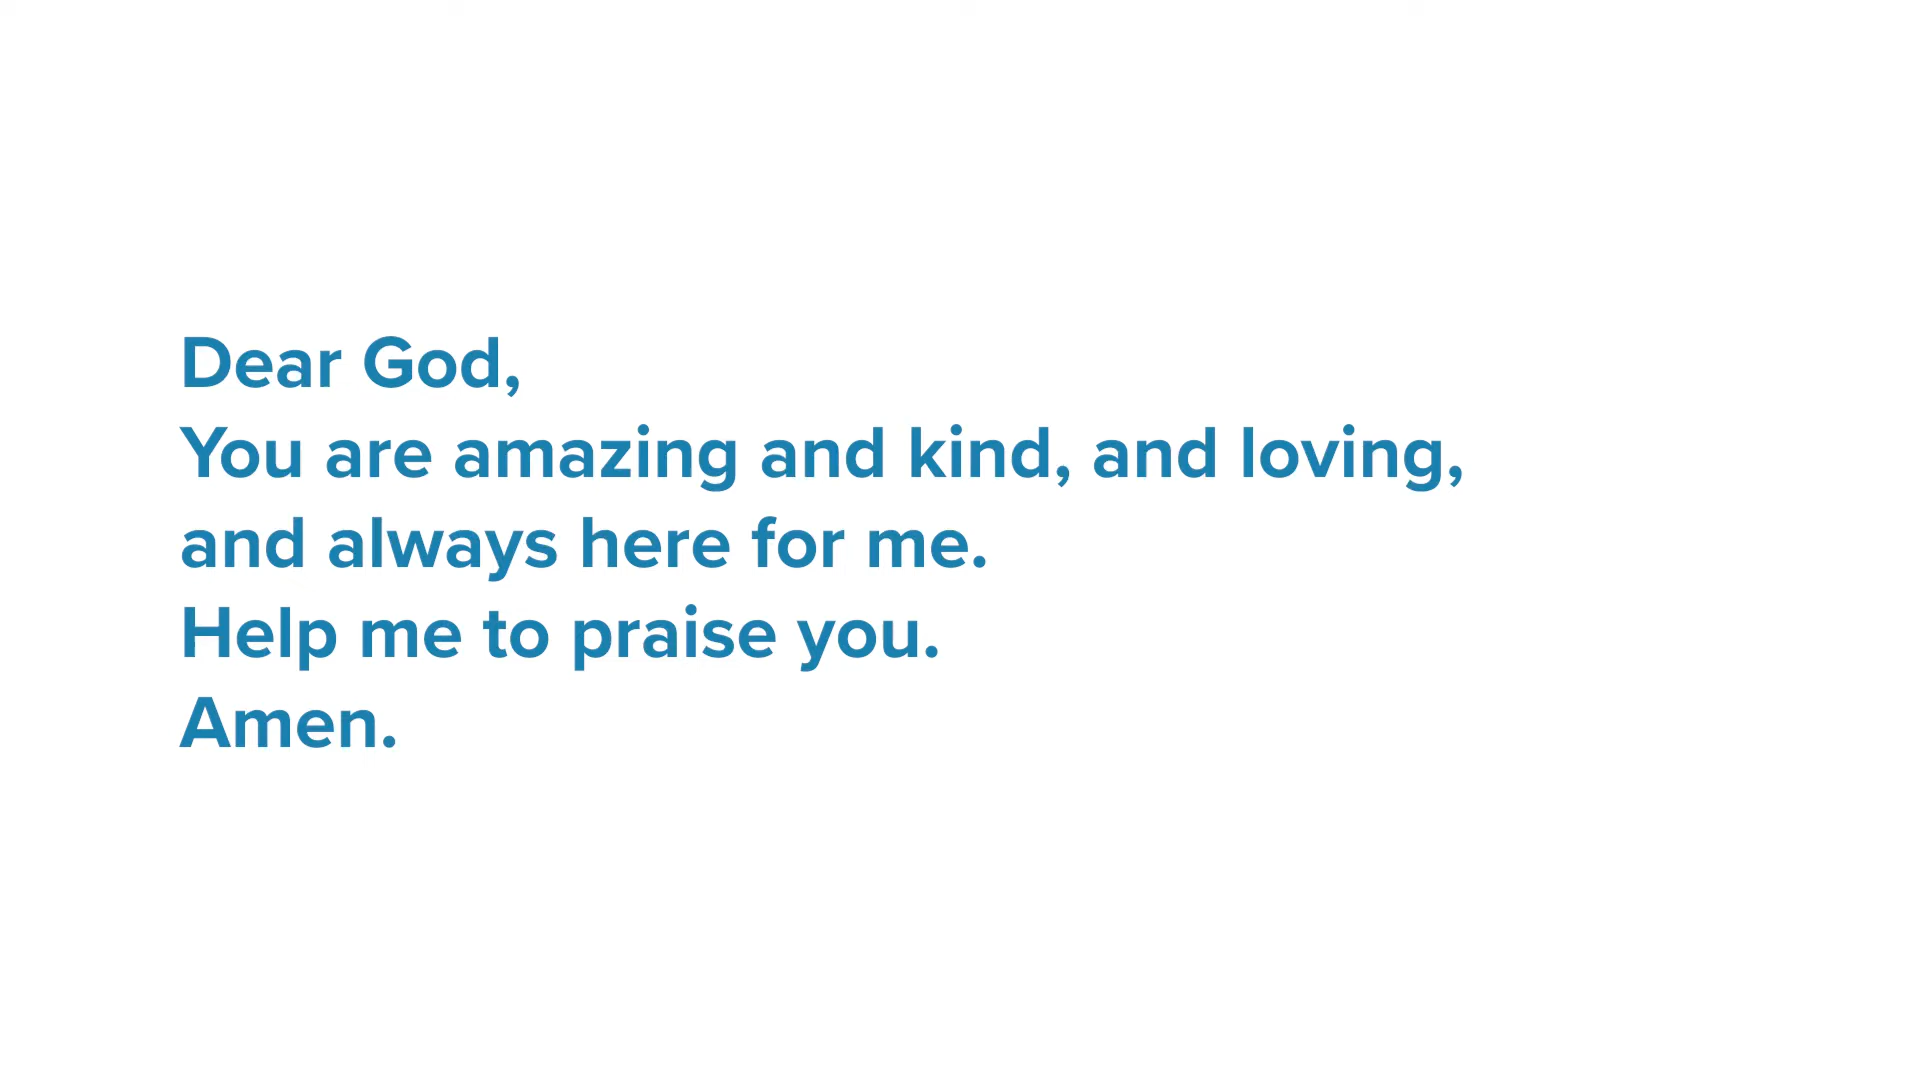 Dear God,
You are amazing and kind, and loving,
and always here for me.
Help me to praise you.
Amen.